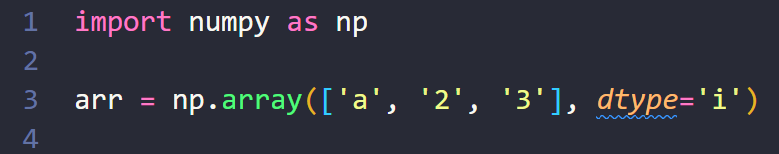 1 import numpy as np
2
3 arr = np.array(['a', '2', '3'], dtype='i')
4